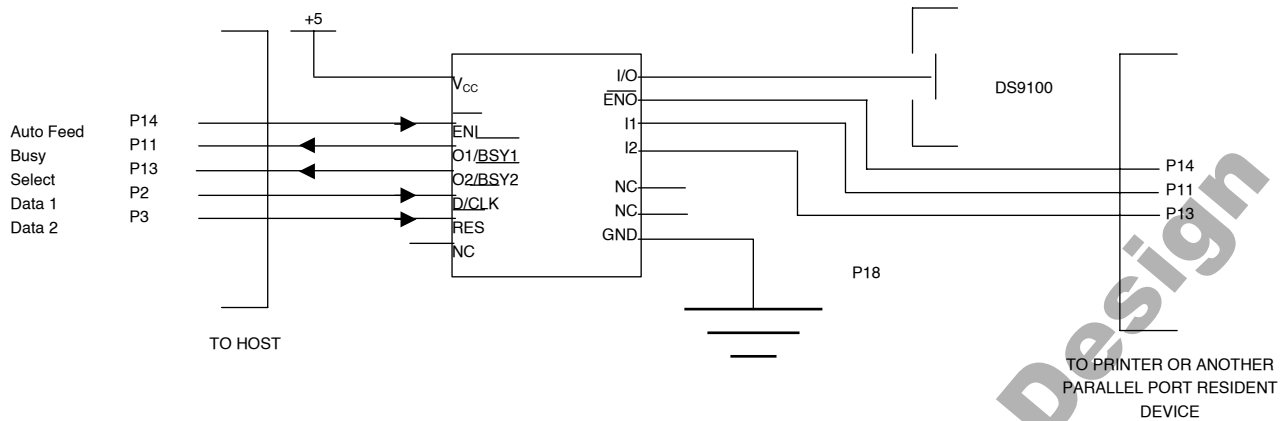 +5
Auto Feed P14
Busy P11
Select P13
Data 1 P2
Data 2 P3
TO HOST
VCC
ENI
O1/BSY1
O2/BSY2
D/CLK
RES
NC
I/O
ENO
I1
I2
NC
NC
GND
DS9100
P18
P14
P11
P13
TO PRINTER OR ANOTHER
PARALLEL PORT RESIDENT
DEVICE
Design